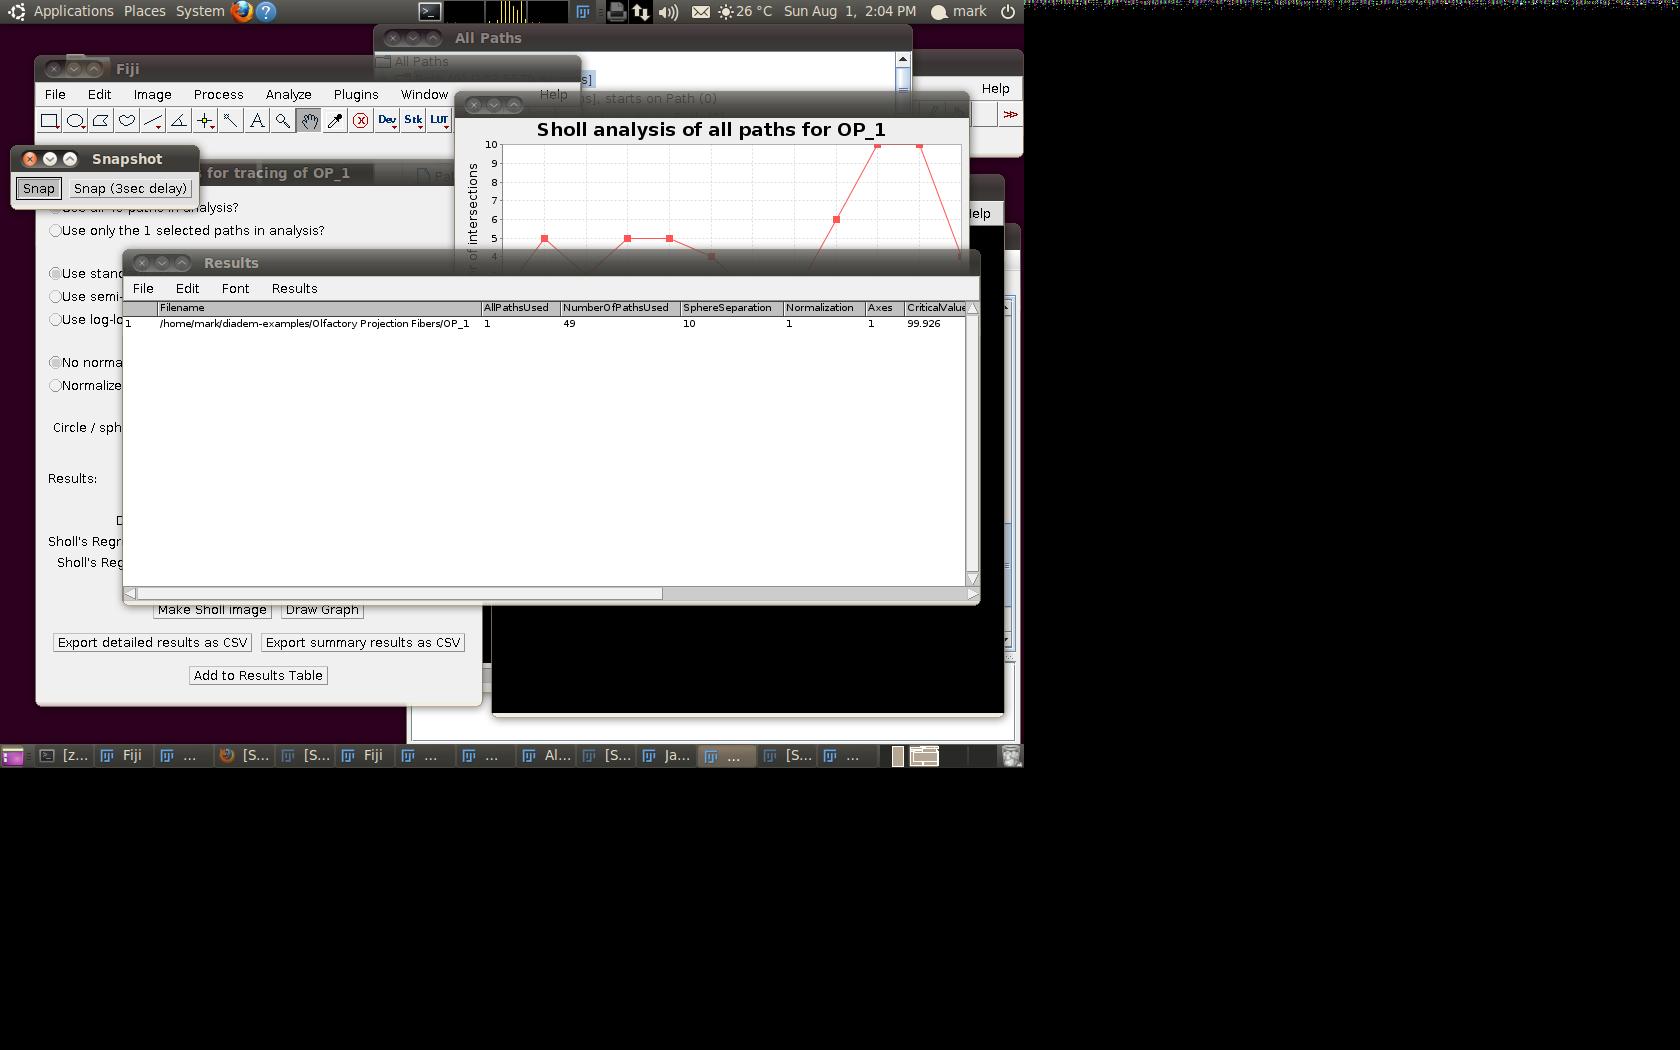 Applications Places System 26 °C Sun Aug 1, 2:04 PM mark
All Paths
All Paths
s]
s], starts on Path (0)
Fiji
File Edit Image Process Analyze Plugins Window Help
Dev Stk LUT
Help
Snapshot
Snap Snap (3sec delay)
s for tracing of OP_1
Sholl analysis of all paths for OP_1
10
9
8
7
6
5
4
of intersections
Help
Use all 49 paths in analysis?
Use only the 1 selected paths in analysis?
Use stand
Use semi-
Use log-lo
No norma
Normalize
Circle / sph
Results:
Sholl's Regr
Sholl's Reg
Results
File Edit Font Results
Filename AllPathsUsed NumberOfPathsUsed SphereSeparation Normalization Axes CriticalValue
1 /home/mark/diadem-examples/Olfactory Projection Fibers/OP_1 1 49 10 1 1 99.926
Make Sholl image Draw Graph
Export detailed results as CSV Export summary results as CSV
Add to Results Table
[z... Fiji ... [S... [S... Fiji ... ... Al... [S... Ja... ... [S... ...